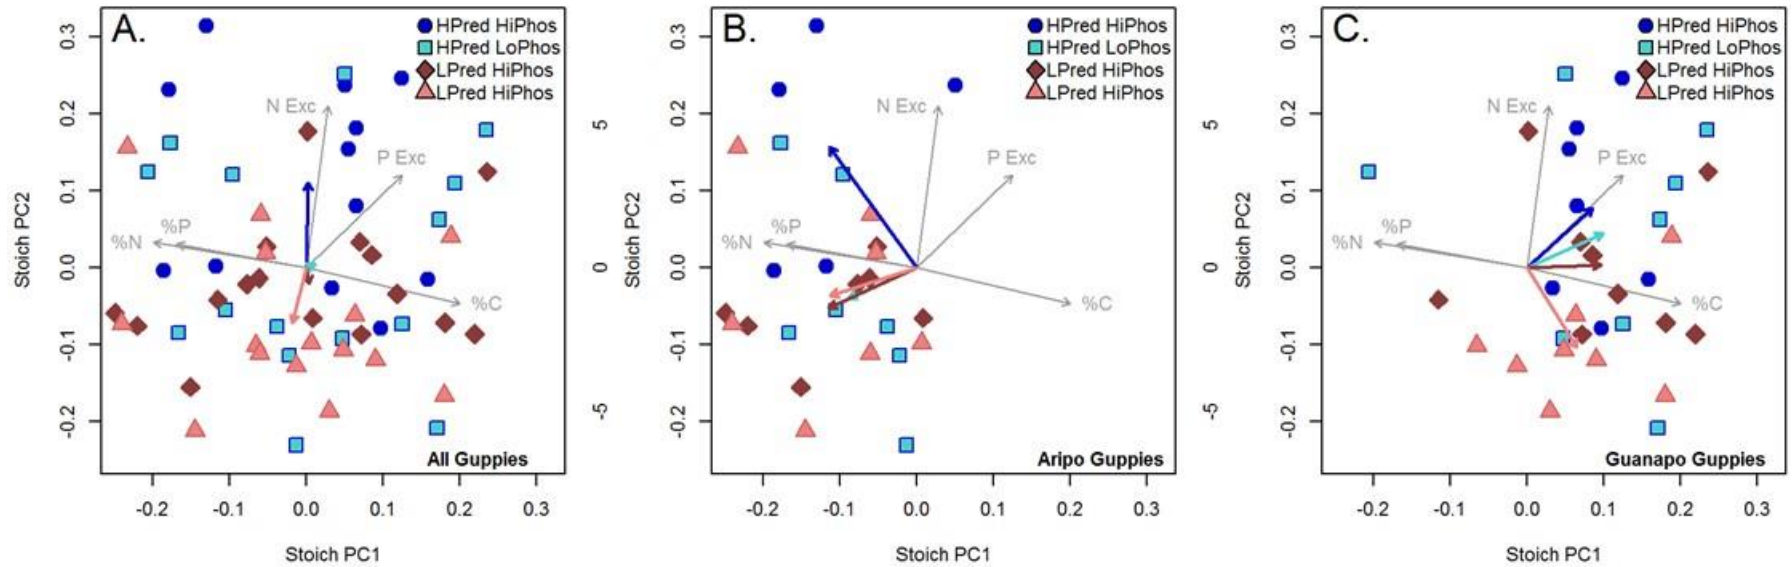 A.
HPred HiPhos
HPred LoPhos
LPred HiPhos
LPred HiPhos
N Exc
P Exc
%P
%N
%C
All Guppies
0.3
0.2
0.1
0.0
-0.1
-0.2
Stoich PC2
-0.2 -0.1 0.0 0.1 0.2 0.3
Stoich PC1
5
0
-5
B.
HPred HiPhos
HPred LoPhos
LPred HiPhos
LPred HiPhos
N Exc
P Exc
%P
%N
%C
Aripo Guppies
0.3
0.2
0.1
0.0
-0.1
-0.2
Stoich PC2
-0.2 -0.1 0.0 0.1 0.2 0.3
Stoich PC1
5
0
-5
C.
HPred HiPhos
HPred LoPhos
LPred HiPhos
LPred HiPhos
N Exc
P Exc
%P
%N
%C
Guanapo Guppies
0.3
0.2
0.1
0.0
-0.1
-0.2
Stoich PC2
-0.2 -0.1 0.0 0.1 0.2 0.3
Stoich PC1